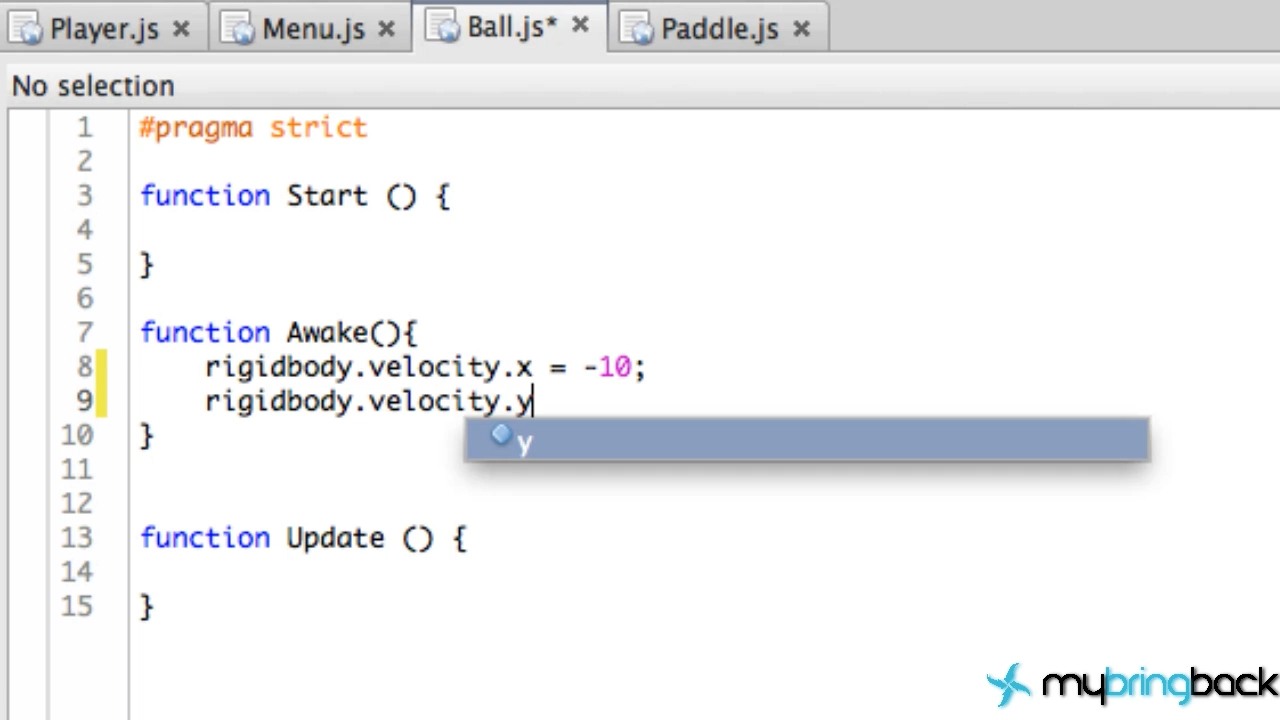 Player.js Menu.js Ball.js* Paddle.js
No selection
1 #pragma strict
2
3 function Start () {
4
5 }
6
7 function Awake(){
8 rigidbody.velocity.x = -10;
9 rigidbody.velocity.y
y
10 }
11
12
13 function Update () {
14
15 }
mybringback